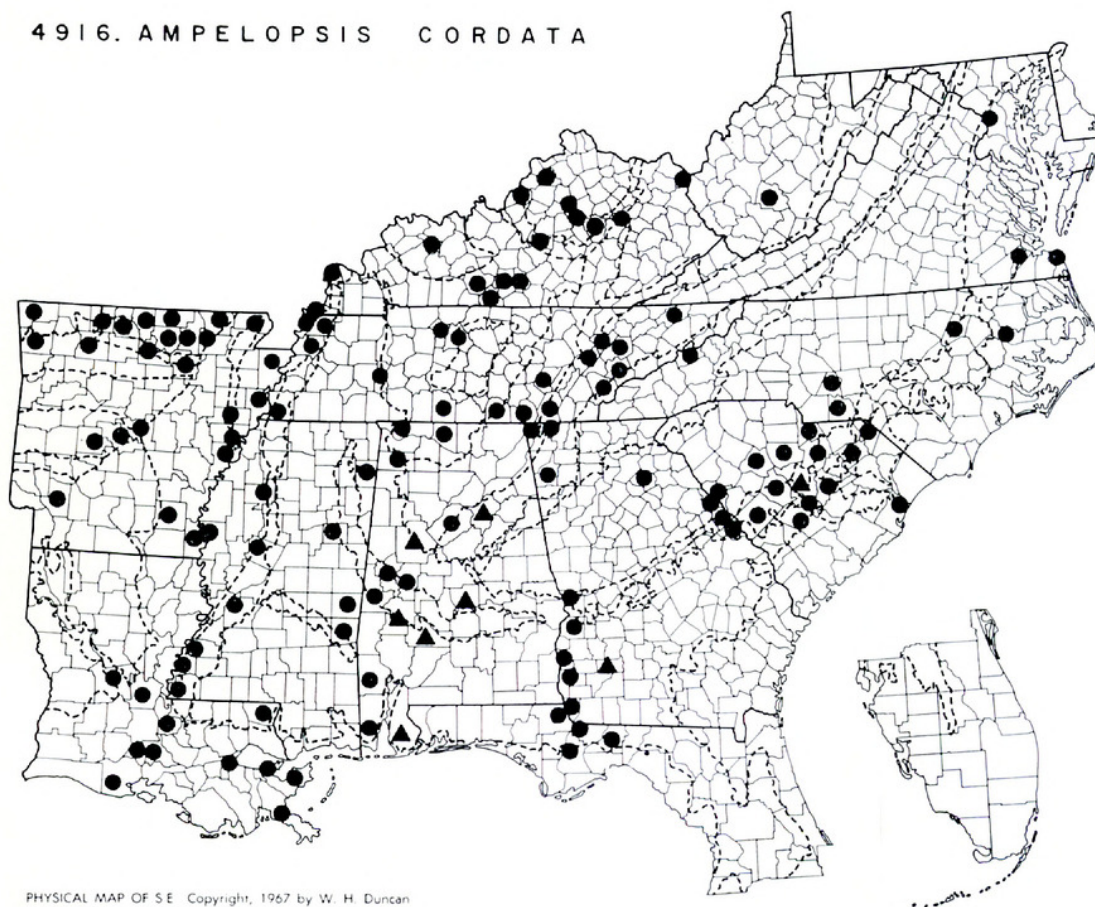 4916. AMPELOPSIS CORDATA
PHYSICAL MAP OF S E Copyright, 1967 by W. H. Duncan